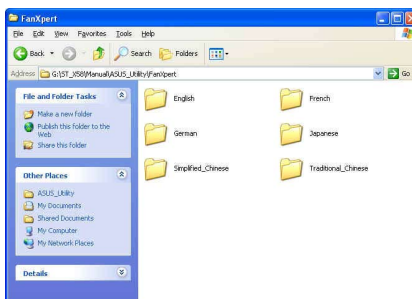 FanXpert
File Edit View Favorites Tools Help
Back Search Folders
Address G:\ST_X58\Manual\ASUS_Utility\FanXpert Go
File and Folder Tasks
Make a new folder
Publish this folder to the
Web
Share this folder
Other Places
ASUS_Utility
My Documents
Shared Documents
My Computer
My Network Places
Details
English French
German Japanese
Simplified_Chinese Traditional_Chinese